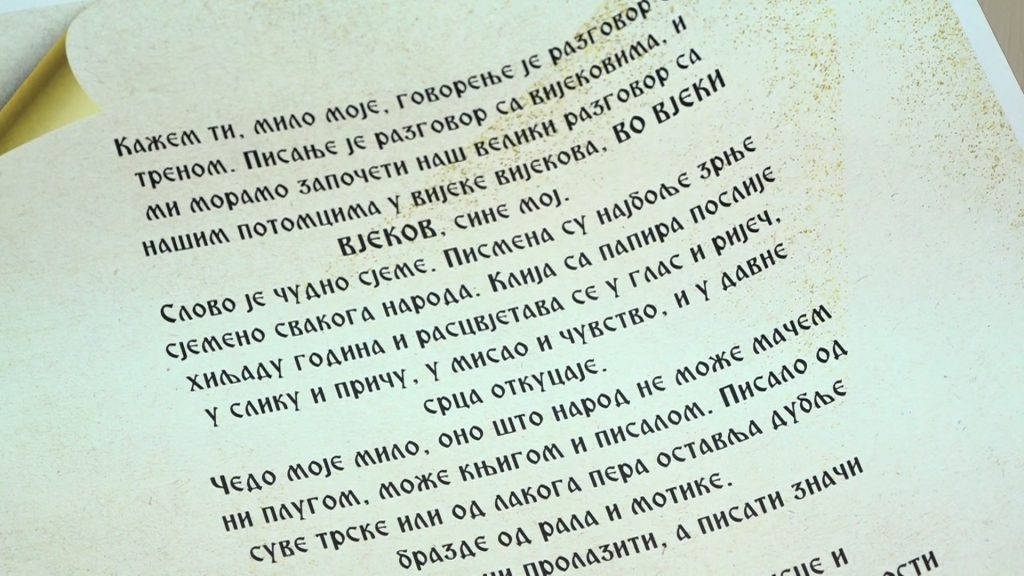 Кажем ти, мило моје, говорење је разговор
треном. Писање је разговор са вијековима, и
ми морамо започети наш велики разговор са
нашим потомцима у вијеке вијекова, ВО ВЈЕКИ
ВЈЕКОВ, сине мој.
Слово је чудно сјеме. Писмена су најбоље зрње
сјемено свакога народа. Клија са папира послије
хиљаду година и расцвјетава се у глас и ријеч,
у слику и причу, у мисао и чувство, и у давне
срца откуцаје.
Чедо моје мило, оно што народ не може мачем
ни плугом, може књигом и писалом. Писало од
суве трске или од лакога пера оставља дубље
бразде од рала и мотике.
пролазити, а писати значи
и